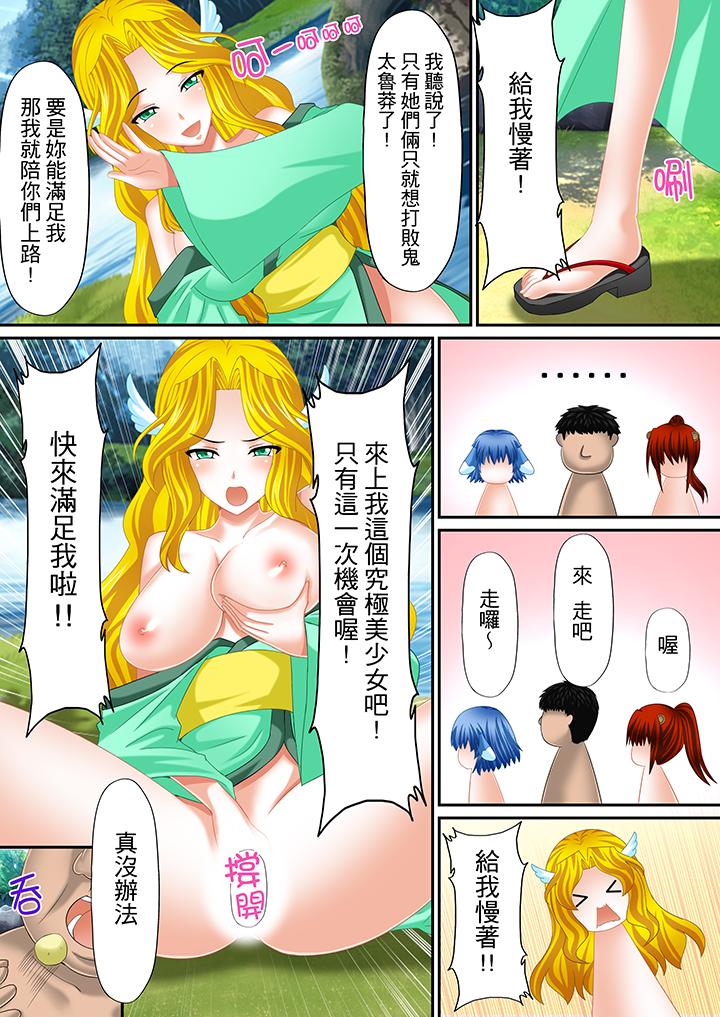 給我慢著！
唰
我聽說了！
只有她們倆只就想打敗鬼
太魯莽了！
呵ー呵呵呵
要是妳能滿足我
那我就陪你們上路！
······
喔
來 走吧
走囉～
給我慢著！！
來上我這個究極美少女吧！
只有這一次機會喔！
快來滿足我啦！！
撐開
真沒辦法
吞